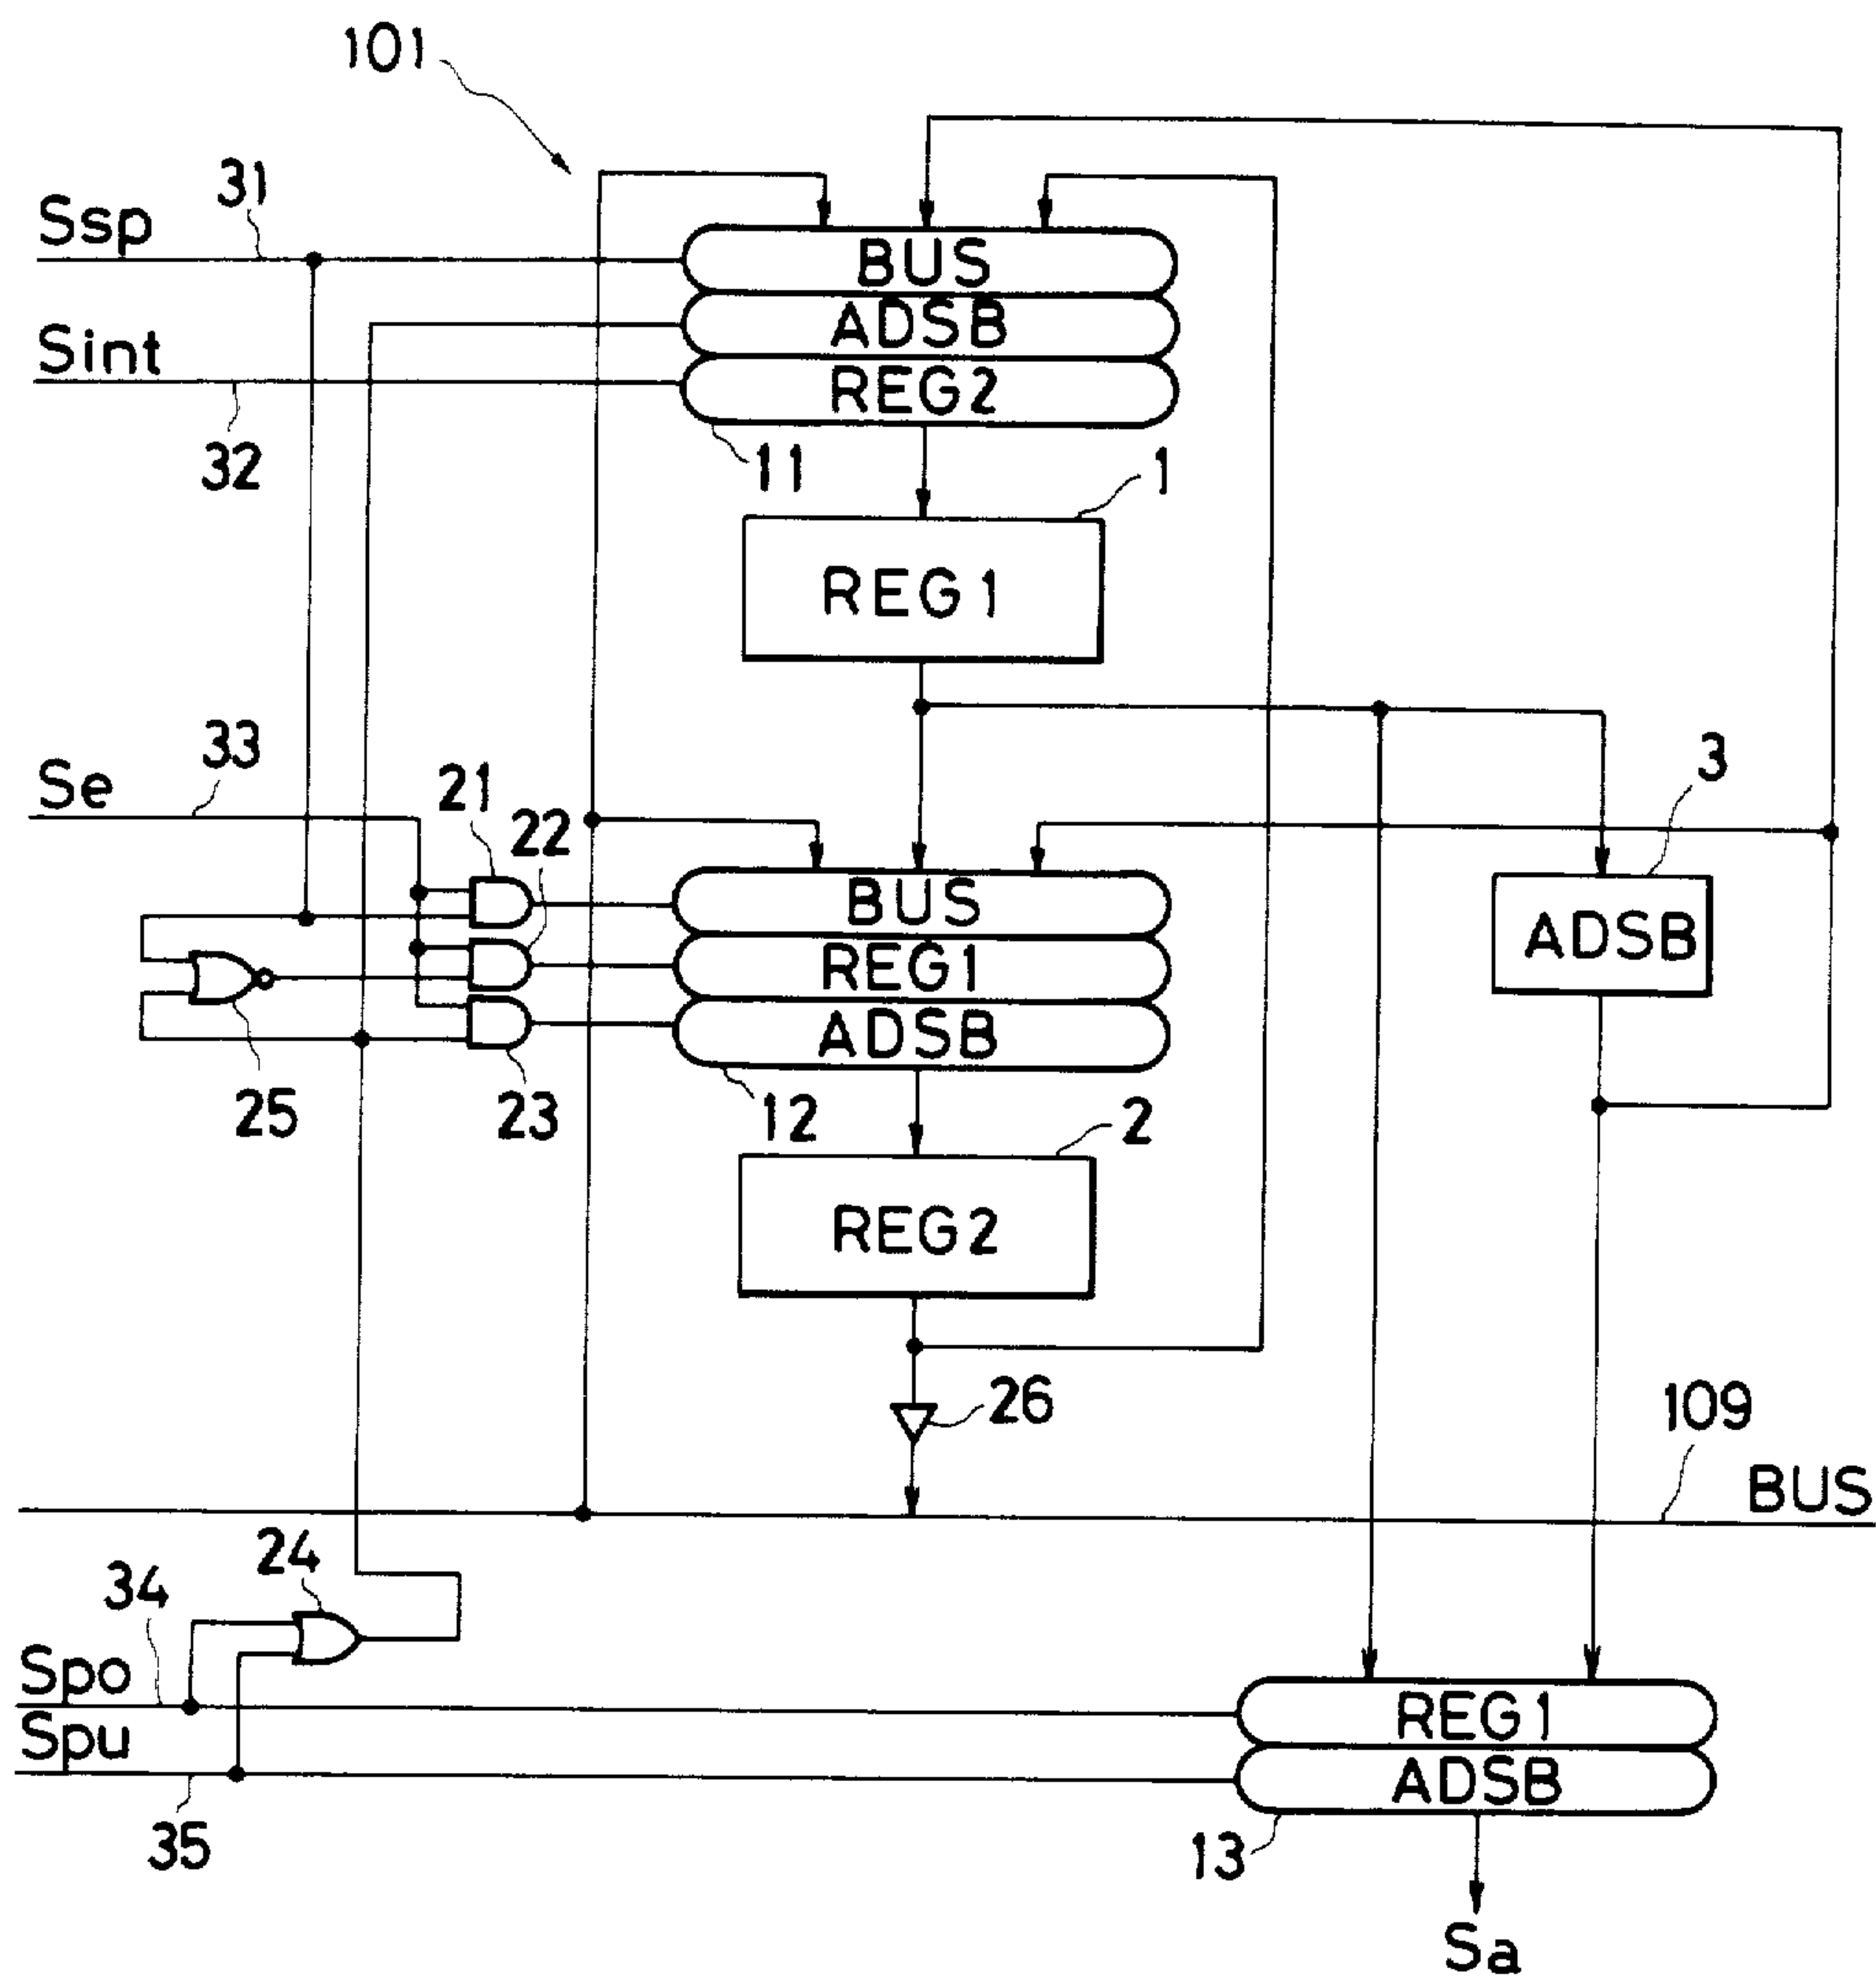 101
31
Ssp
BUS
ADSB
Sint
REG2
32
11
1
REG1
33
Se
21
22
3
BUS
REG1
ADSB
ADSB
25
23
12
2
REG2
26
109
BUS
24
34
Spo
REG1
Spu
ADSB
35
13
Sa